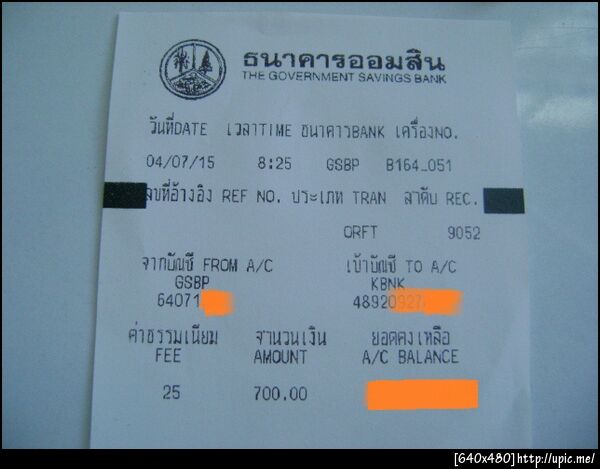 ธนาคารออมสิน
THE GOVERNMENT SAVINGS BANK
วันที่DATE เวลาTIME ธนาคารBANK เครื่องNO.
04/07/15 8:25 GSBP B164_051
เลขที่อ้างอิง REF NO. ประเภท TRAN ลำดับ REC.
ORFT 9052
จากบัญชี FROM A/C เข้าบัญชี TO A/C
GSBP KBNK
64071 48920927
ค่าธรรมเนียม จำนวนเงิน ยอดคงเหลือ
FEE AMOUNT A/C BALANCE
25 700.00
[640x480]http://upic.me/